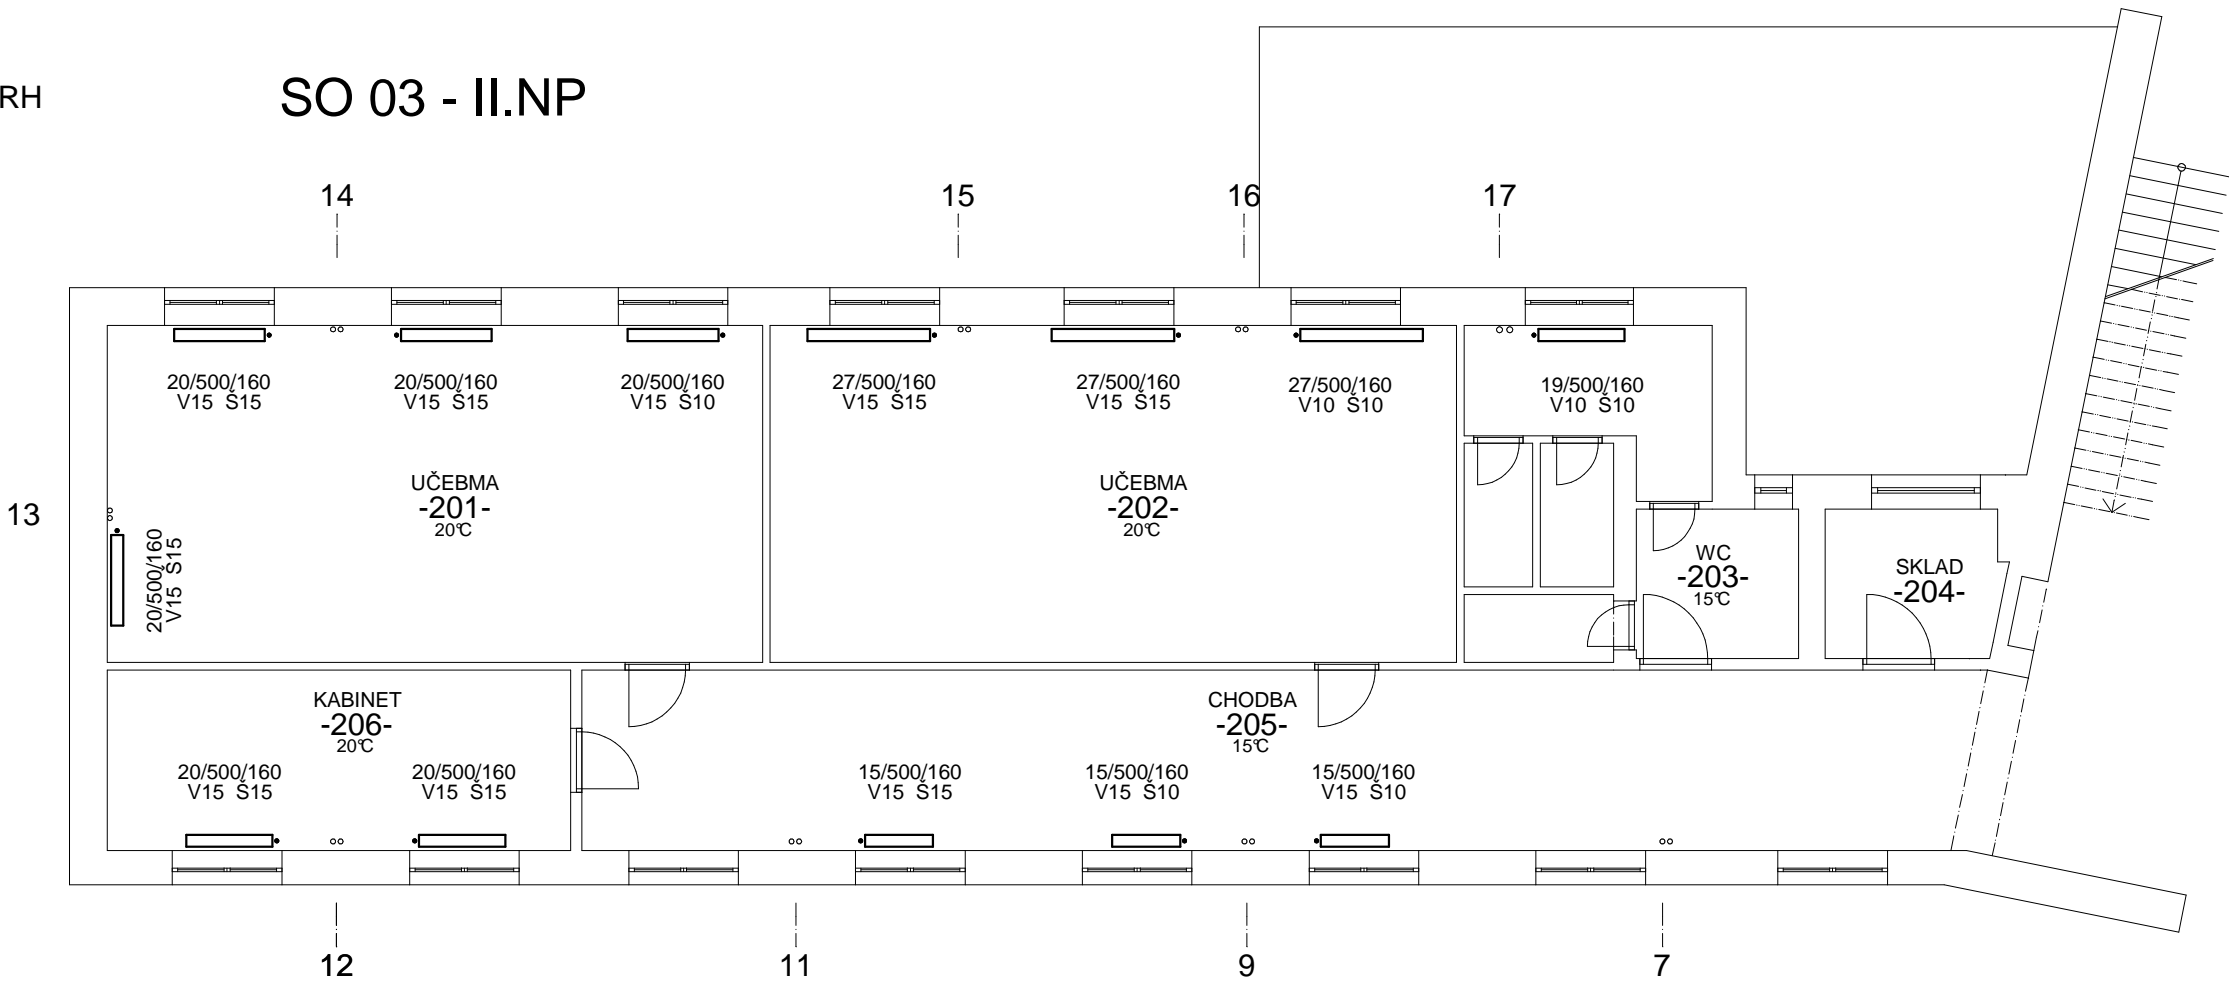 RH
SO 03 - II.NP
14
15
16
17
20/500/160
V15 Š15
20/500/160
V15 Š15
20/500/160
V15 Š10
27/500/160
V15 Š15
27/500/160
V15 Š15
27/500/160
V10 Š10
19/500/160
V10 Š10
13
20/500/160
V15 Š15
UČEBMA
-201-
20°C
UČEBMA
-202-
20°C
WC
-203-
15°C
SKLAD
-204-
KABINET
-206-
20°C
CHODBA
-205-
15°C
20/500/160
V15 Š15
20/500/160
V15 Š15
15/500/160
V15 Š15
15/500/160
V15 Š10
15/500/160
V15 Š10
12
11
9
7